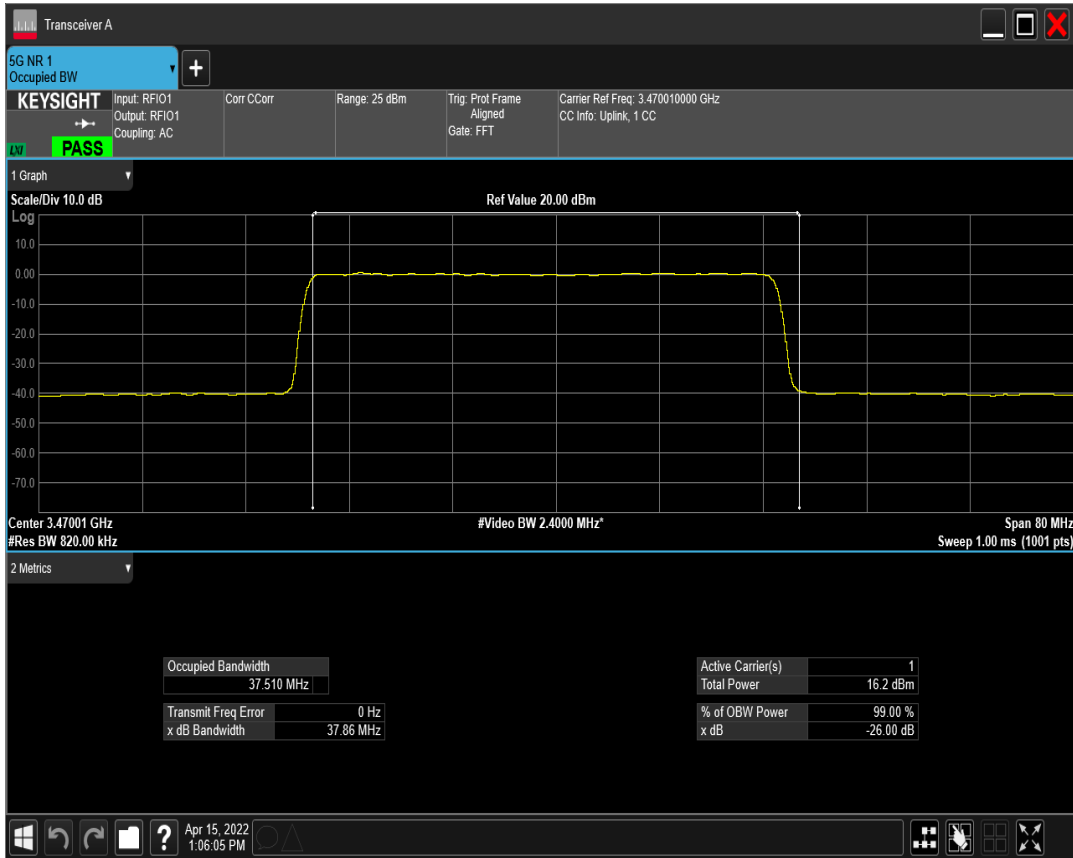 Transceiver A
5G NR 1
Occupied BW
KEYSIGHT
LXI
PASS
Input: RFIO1
Output: RFIO1
Coupling: AC
Corr CCorr
Range: 25 dBm
Trig: Prot Frame
Aligned
Gate: FFT
Carrier Ref Freq: 3.470010000 GHz
CC Info: Uplink, 1 CC
1 Graph
Scale/Div 10.0 dB
Ref Value 20.00 dBm
Log
10.0
0.00
-10.0
-20.0
-30.0
-40.0
-50.0
-60.0
-70.0
Center 3.47001 GHz
#Video BW 2.4000 MHz*
Span 80 MHz
#Res BW 820.00 kHz
Sweep 1.00 ms (1001 pts)
2 Metrics
Occupied Bandwidth
37.510 MHz
Transmit Freq Error 0 Hz
x dB Bandwidth 37.86 MHz
Active Carrier(s) 1
Total Power 16.2 dBm
% of OBW Power 99.00 %
x dB -26.00 dB
Apr 15, 2022
1:06:05 PM